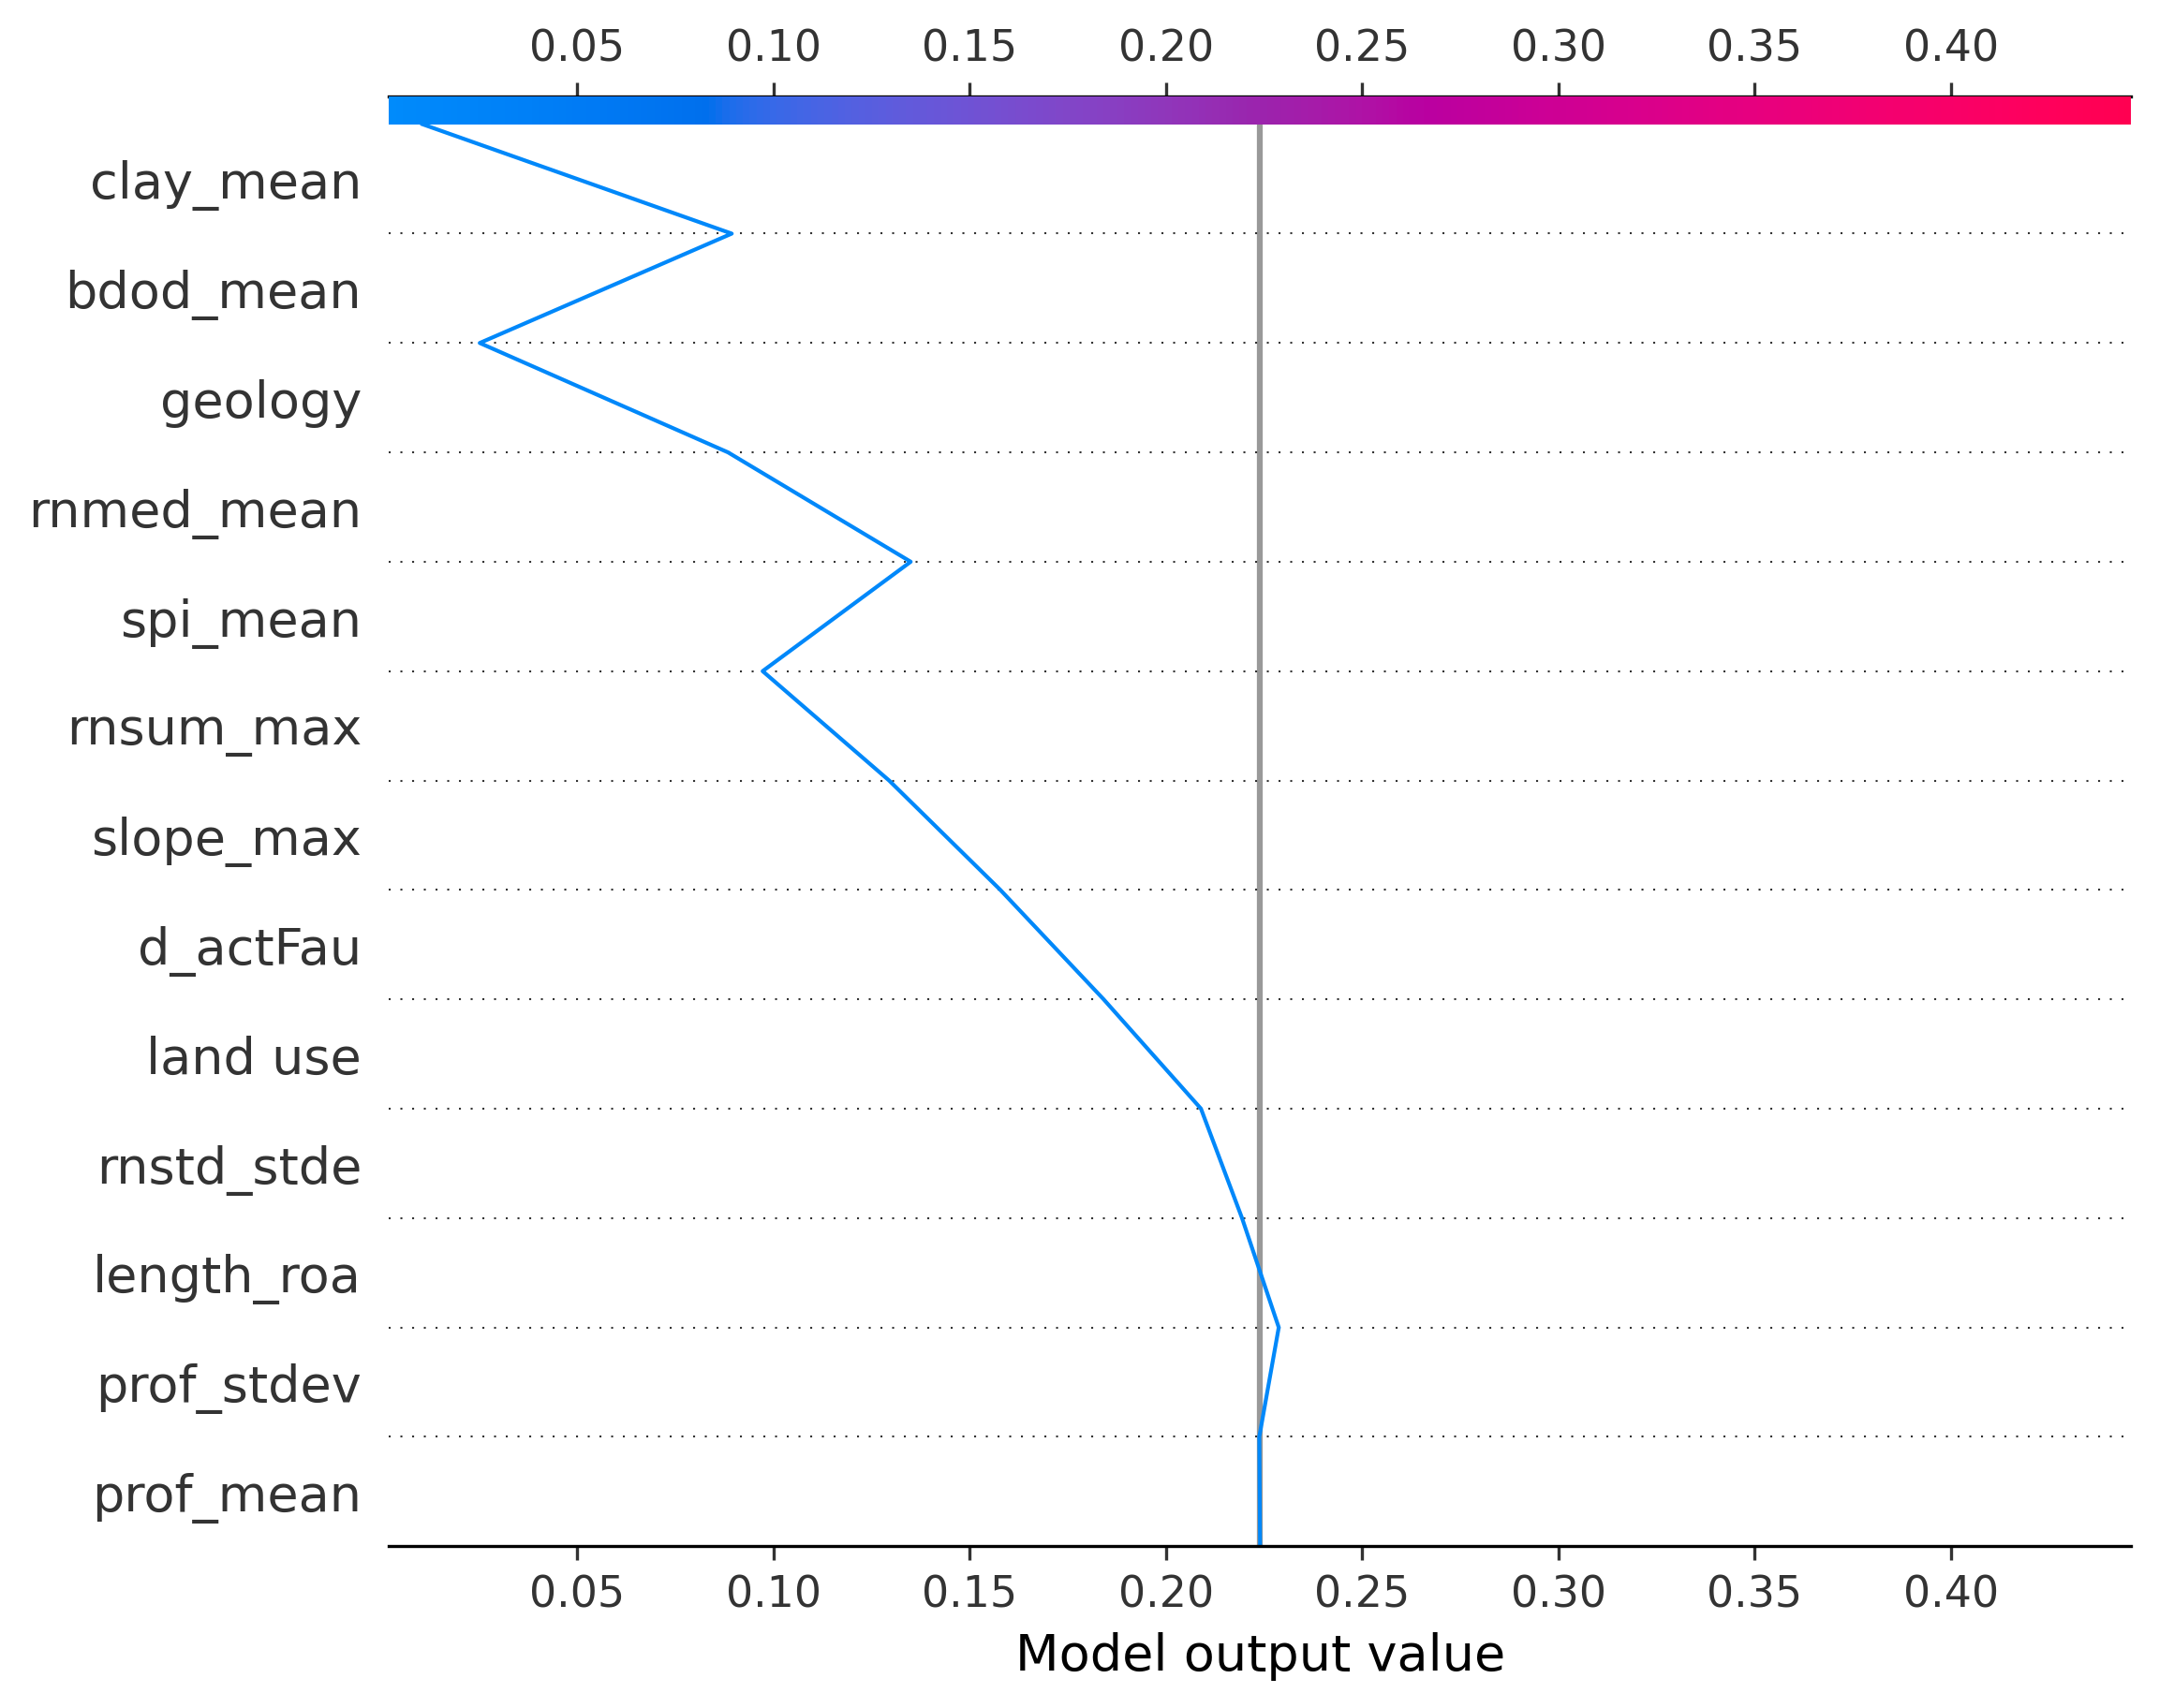 0.05 0.10 0.15 0.20 0.25 0.30 0.35 0.40
clay_mean
bdod_mean
geology
rnmed_mean
spi_mean
rnsum_max
slope_max
d_actFau
land use
rnstd_stde
length_roa
prof_stdev
prof_mean
0.05 0.10 0.15 0.20 0.25 0.30 0.35 0.40
Model output value